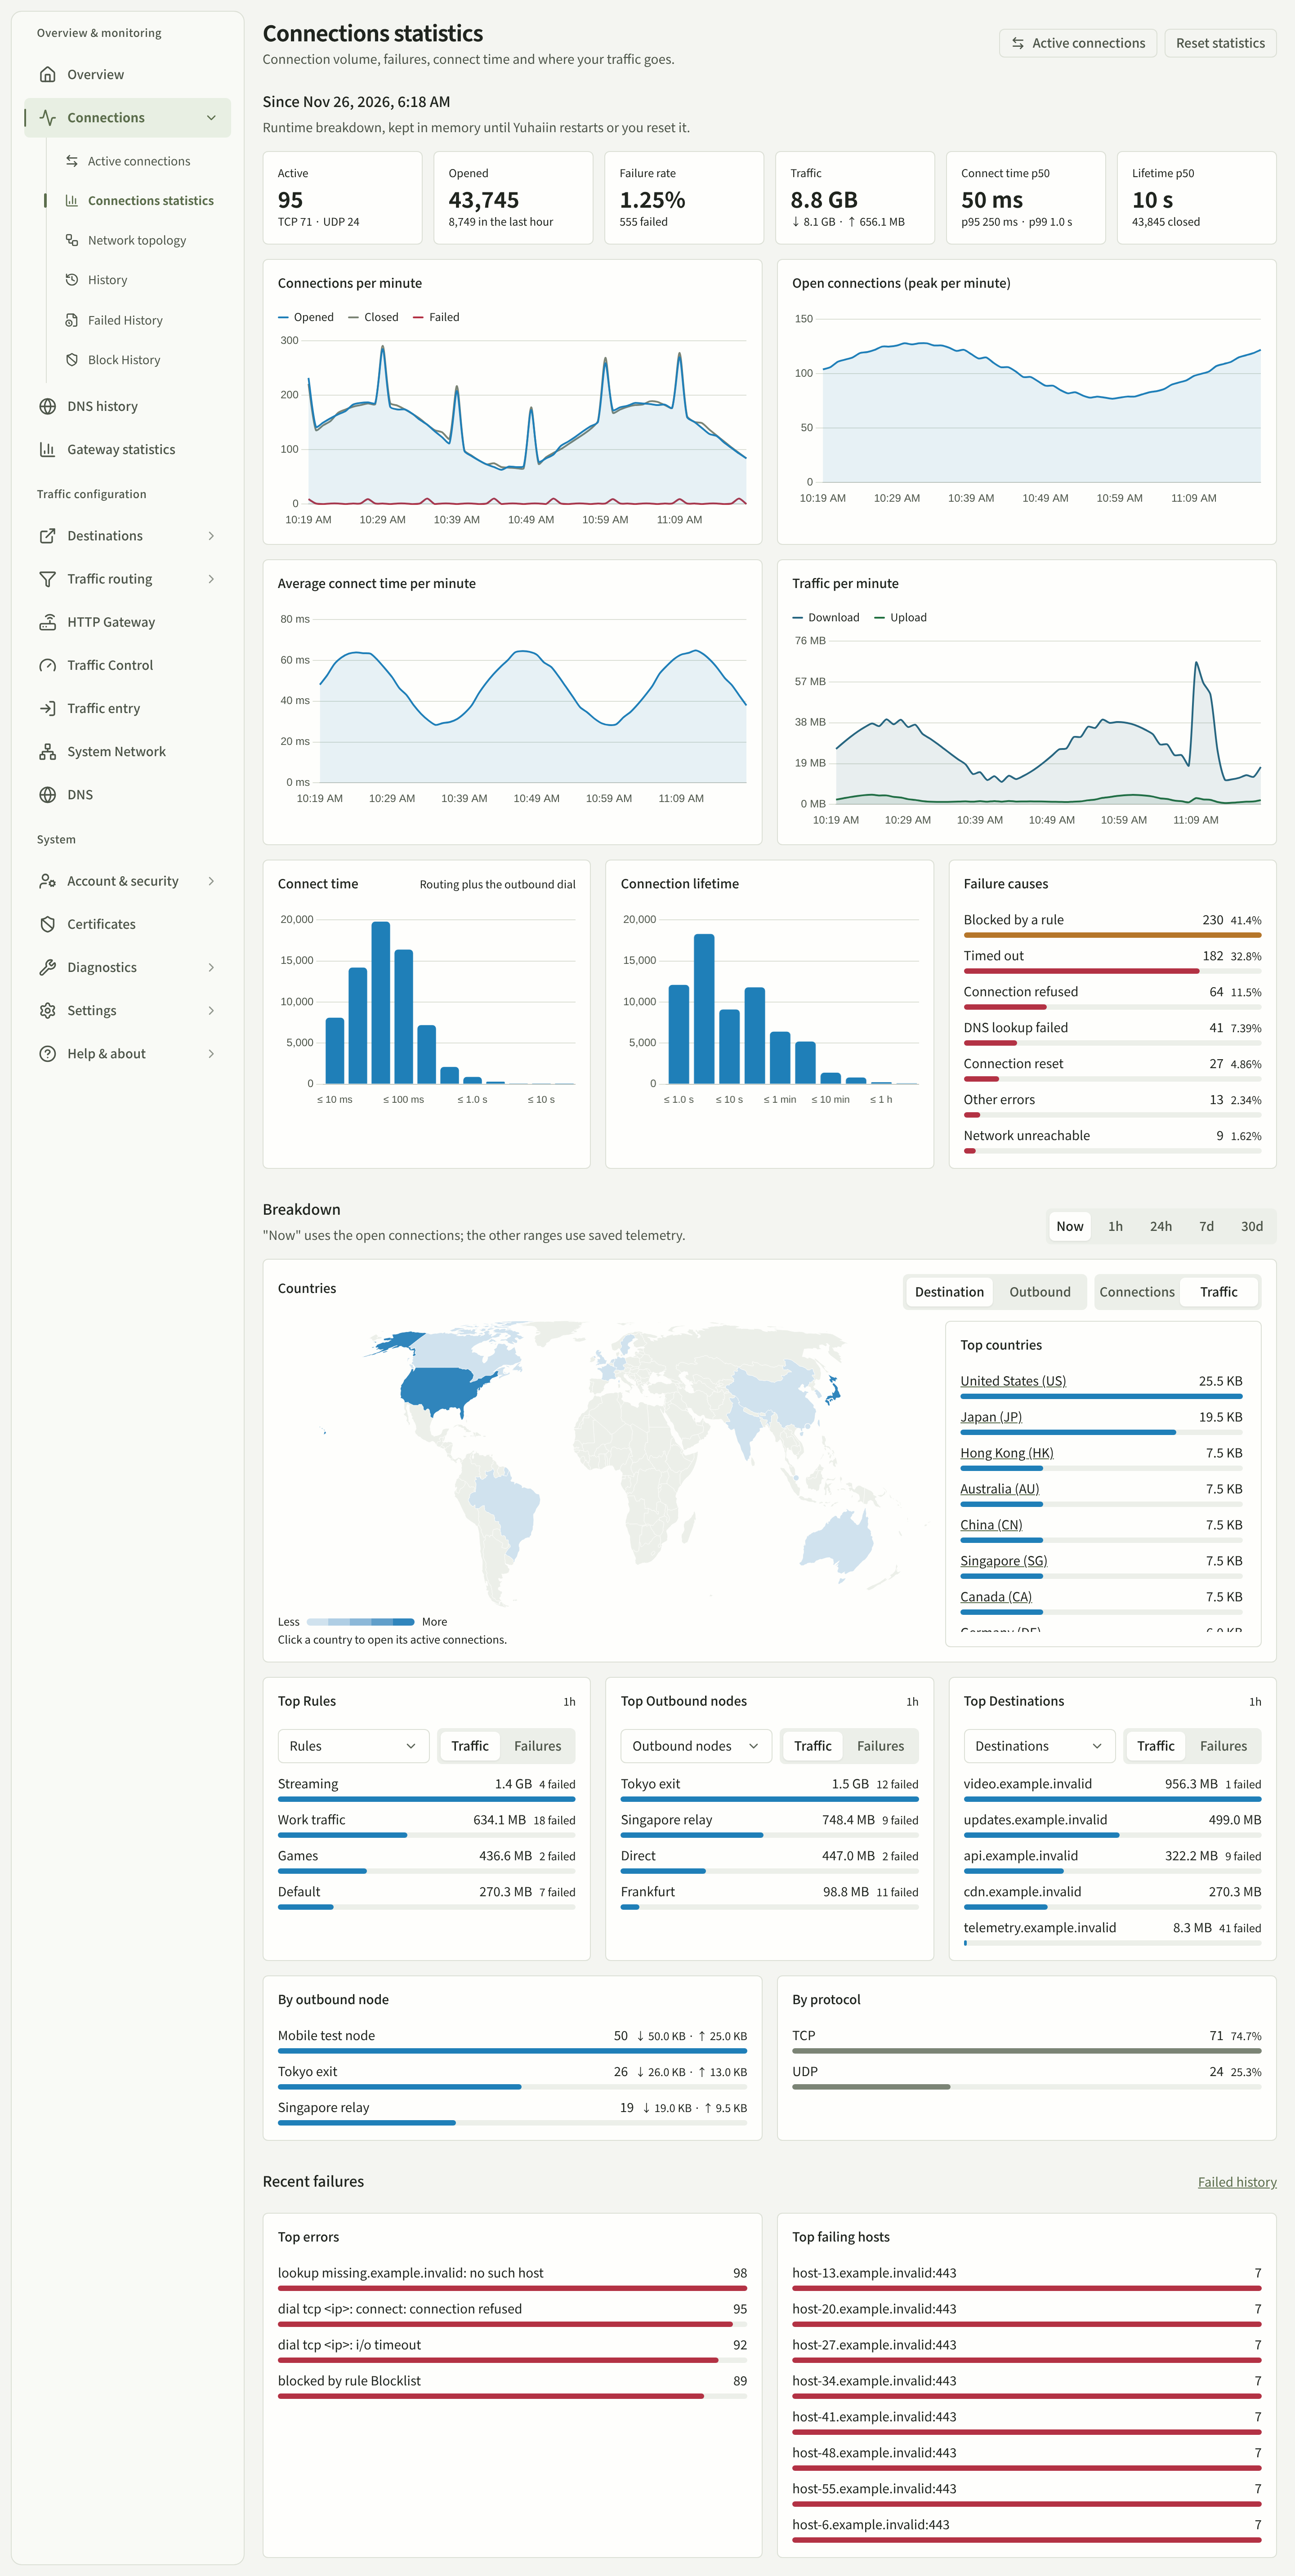 Overview & monitoring
Overview
Connections
Active connections
Connections statistics
Network topology
History
Failed History
Block History
DNS history
Gateway statistics
Traffic configuration
Destinations
Traffic routing
HTTP Gateway
Traffic Control
Traffic entry
System Network
DNS
System
Account & security
Certificates
Diagnostics
Settings
Help & about
Connections statistics
Connection volume, failures, connect time and where your traffic goes.
Active connections
Reset statistics
Since Nov 26, 2026, 6:18 AM
Runtime breakdown, kept in memory until Yuhaiin restarts or you reset it.
Active
95
TCP 71 · UDP 24
Opened
43,745
8,749 in the last hour
Failure rate
1.25%
555 failed
Traffic
8.8 GB
↓ 8.1 GB · ↑ 656.1 MB
Connect time p50
50 ms
p95 250 ms · p99 1.0 s
Lifetime p50
10 s
43,845 closed
Connections per minute
Opened Closed Failed
300
200
100
0
10:19 AM 10:29 AM 10:39 AM 10:49 AM 10:59 AM 11:09 AM
Open connections (peak per minute)
150
100
50
0
10:19 AM 10:29 AM 10:39 AM 10:49 AM 10:59 AM 11:09 AM
Average connect time per minute
80 ms
60 ms
40 ms
20 ms
0 ms
10:19 AM 10:29 AM 10:39 AM 10:49 AM 10:59 AM 11:09 AM
Traffic per minute
Download Upload
76 MB
57 MB
38 MB
19 MB
0 MB
10:19 AM 10:29 AM 10:39 AM 10:49 AM 10:59 AM 11:09 AM
Connect time Routing plus the outbound dial
20,000
15,000
10,000
5,000
0
≤ 10 ms ≤ 100 ms ≤ 1.0 s ≤ 10 s
Connection lifetime
20,000
15,000
10,000
5,000
0
≤ 1.0 s ≤ 10 s ≤ 1 min ≤ 10 min ≤ 1 h
Failure causes
Blocked by a rule 230 41.4%
Timed out 182 32.8%
Connection refused 64 11.5%
DNS lookup failed 41 7.39%
Connection reset 27 4.86%
Other errors 13 2.34%
Network unreachable 9 1.62%
Breakdown
"Now" uses the open connections; the other ranges use saved telemetry.
Now 1h 24h 7d 30d
Countries
Destination Outbound
Connections Traffic
Less More
Click a country to open its active connections.
Top countries
United States (US) 25.5 KB
Japan (JP) 19.5 KB
Hong Kong (HK) 7.5 KB
Australia (AU) 7.5 KB
China (CN) 7.5 KB
Singapore (SG) 7.5 KB
Canada (CA) 7.5 KB
Germany (DE) 6.0 KB
Top Rules 1h
Rules Traffic Failures
Streaming 1.4 GB 4 failed
Work traffic 634.1 MB 18 failed
Games 436.6 MB 2 failed
Default 270.3 MB 7 failed
Top Outbound nodes 1h
Outbound nodes Traffic Failures
Tokyo exit 1.5 GB 12 failed
Singapore relay 748.4 MB 9 failed
Direct 447.0 MB 2 failed
Frankfurt 98.8 MB 11 failed
Top Destinations 1h
Destinations Traffic Failures
video.example.invalid 956.3 MB 1 failed
updates.example.invalid 499.0 MB
api.example.invalid 322.2 MB 9 failed
cdn.example.invalid 270.3 MB
telemetry.example.invalid 8.3 MB 41 failed
By outbound node
Mobile test node 50 ↓ 50.0 KB · ↑ 25.0 KB
Tokyo exit 26 ↓ 26.0 KB · ↑ 13.0 KB
Singapore relay 19 ↓ 19.0 KB · ↑ 9.5 KB
By protocol
TCP 71 74.7%
UDP 24 25.3%
Recent failures
Failed history
Top errors
lookup missing.example.invalid: no such host 98
dial tcp <ip>: connect: connection refused 95
dial tcp <ip>: i/o timeout 92
blocked by rule Blocklist 89
Top failing hosts
host-13.example.invalid:443 7
host-20.example.invalid:443 7
host-27.example.invalid:443 7
host-34.example.invalid:443 7
host-41.example.invalid:443 7
host-48.example.invalid:443 7
host-55.example.invalid:443 7
host-6.example.invalid:443 7